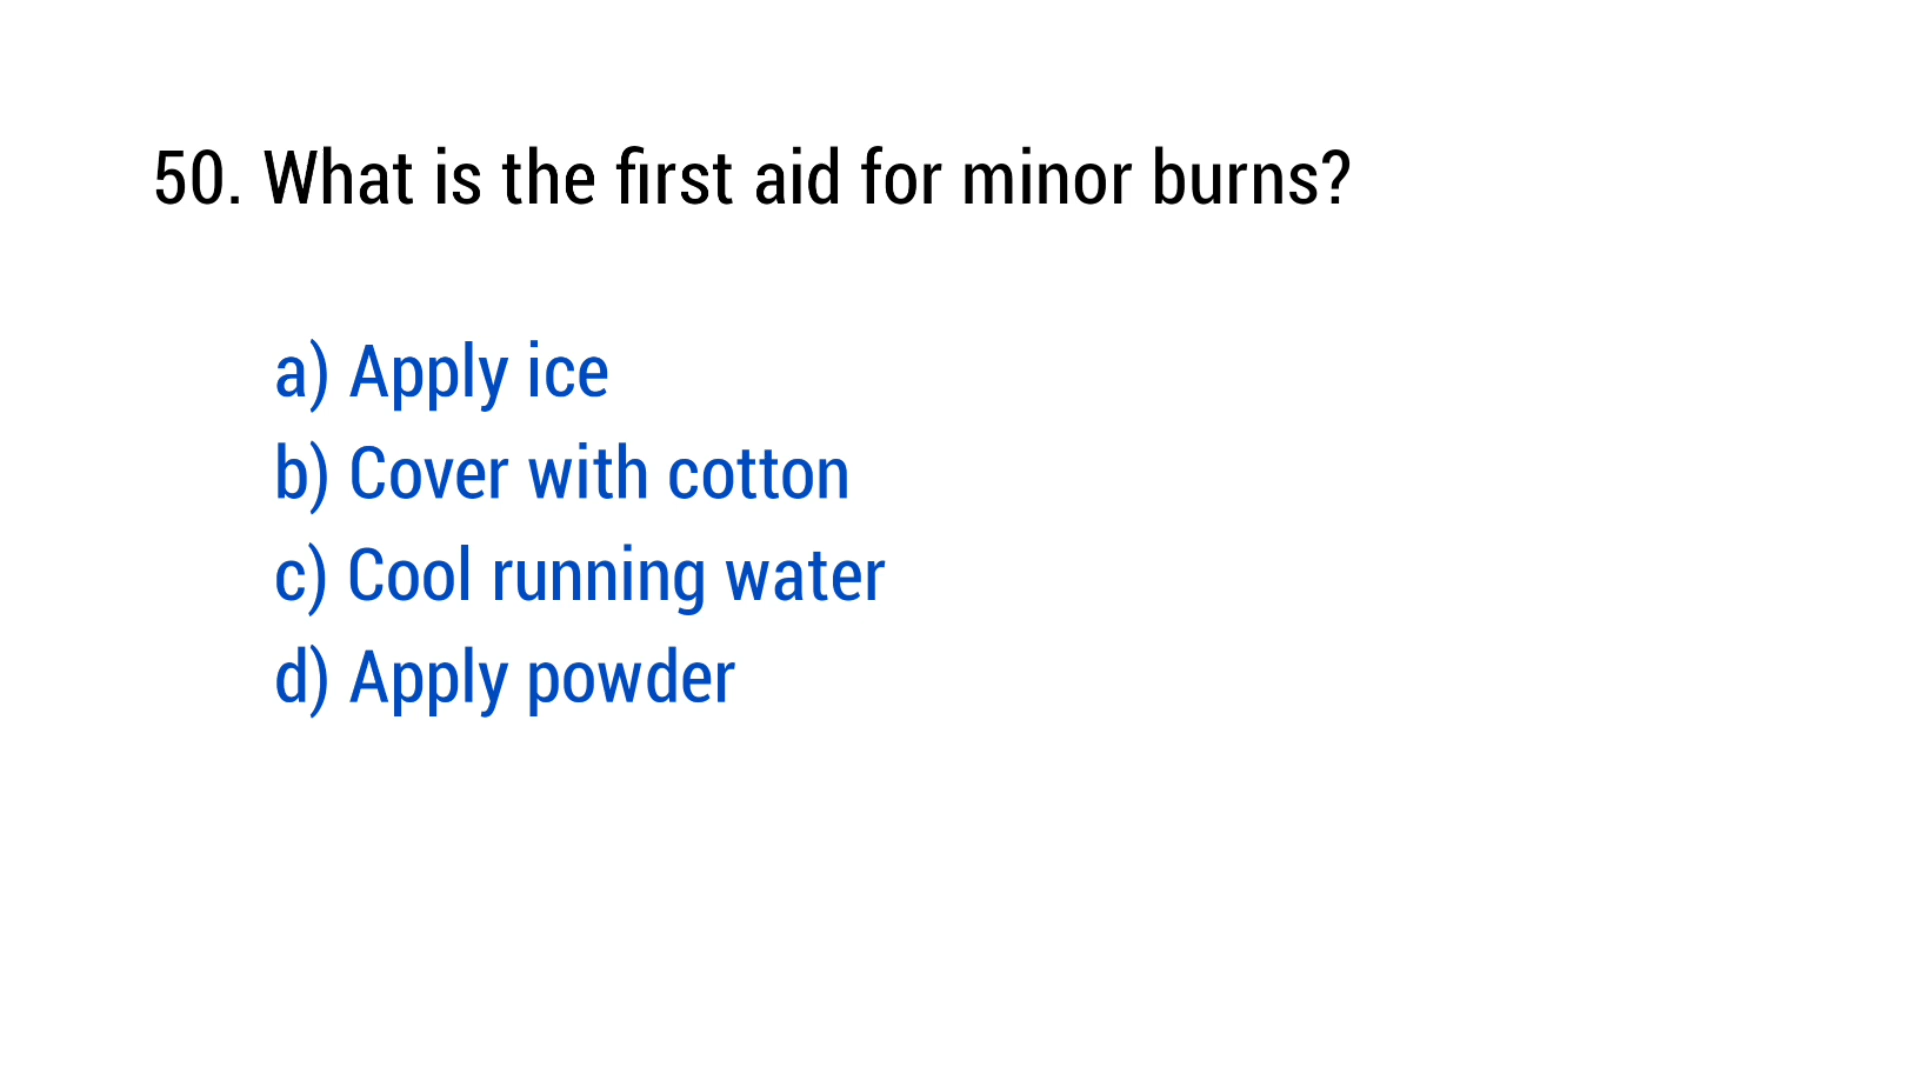 50. What is the first aid for minor burns?
a) Apply ice
b) Cover with cotton
c) Cool running water
d) Apply powder